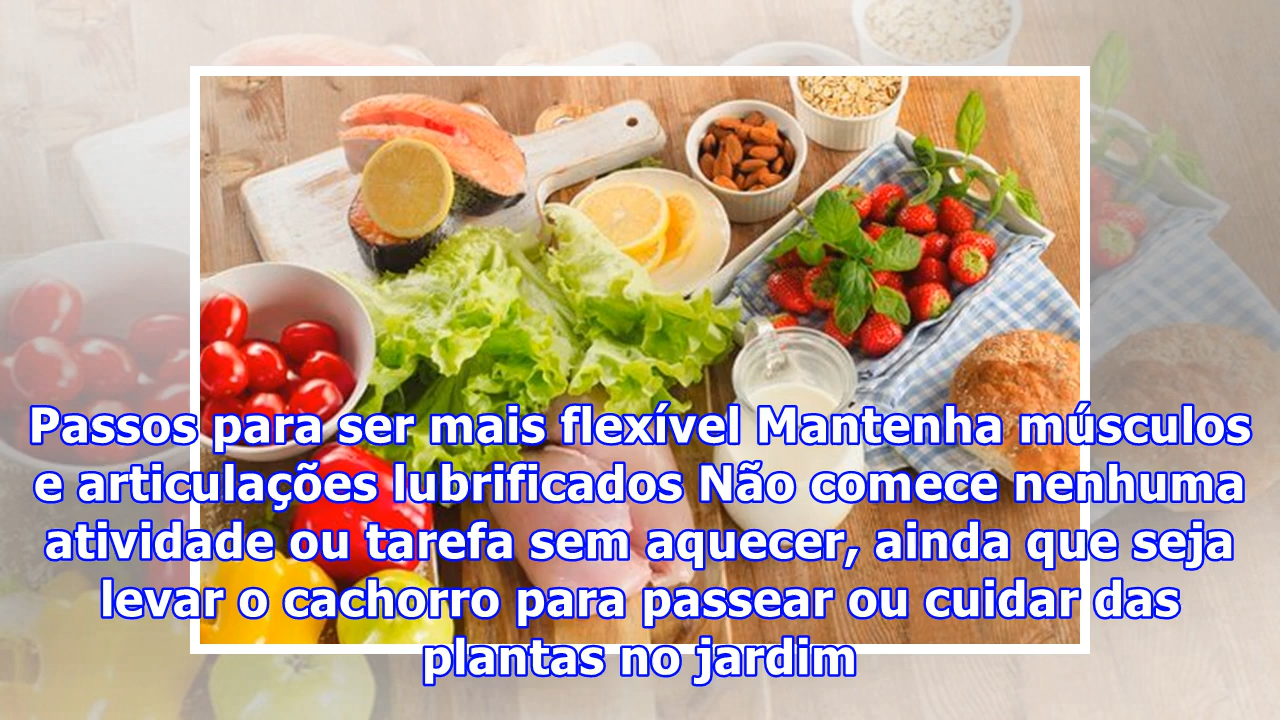 Passos para ser mais flexível Mantenha músculos
e articulações lubrificados Não comece nenhuma
atividade ou tarefa sem aquecer, ainda que seja
levar o cachorro para passear ou cuidar das
plantas no jardim